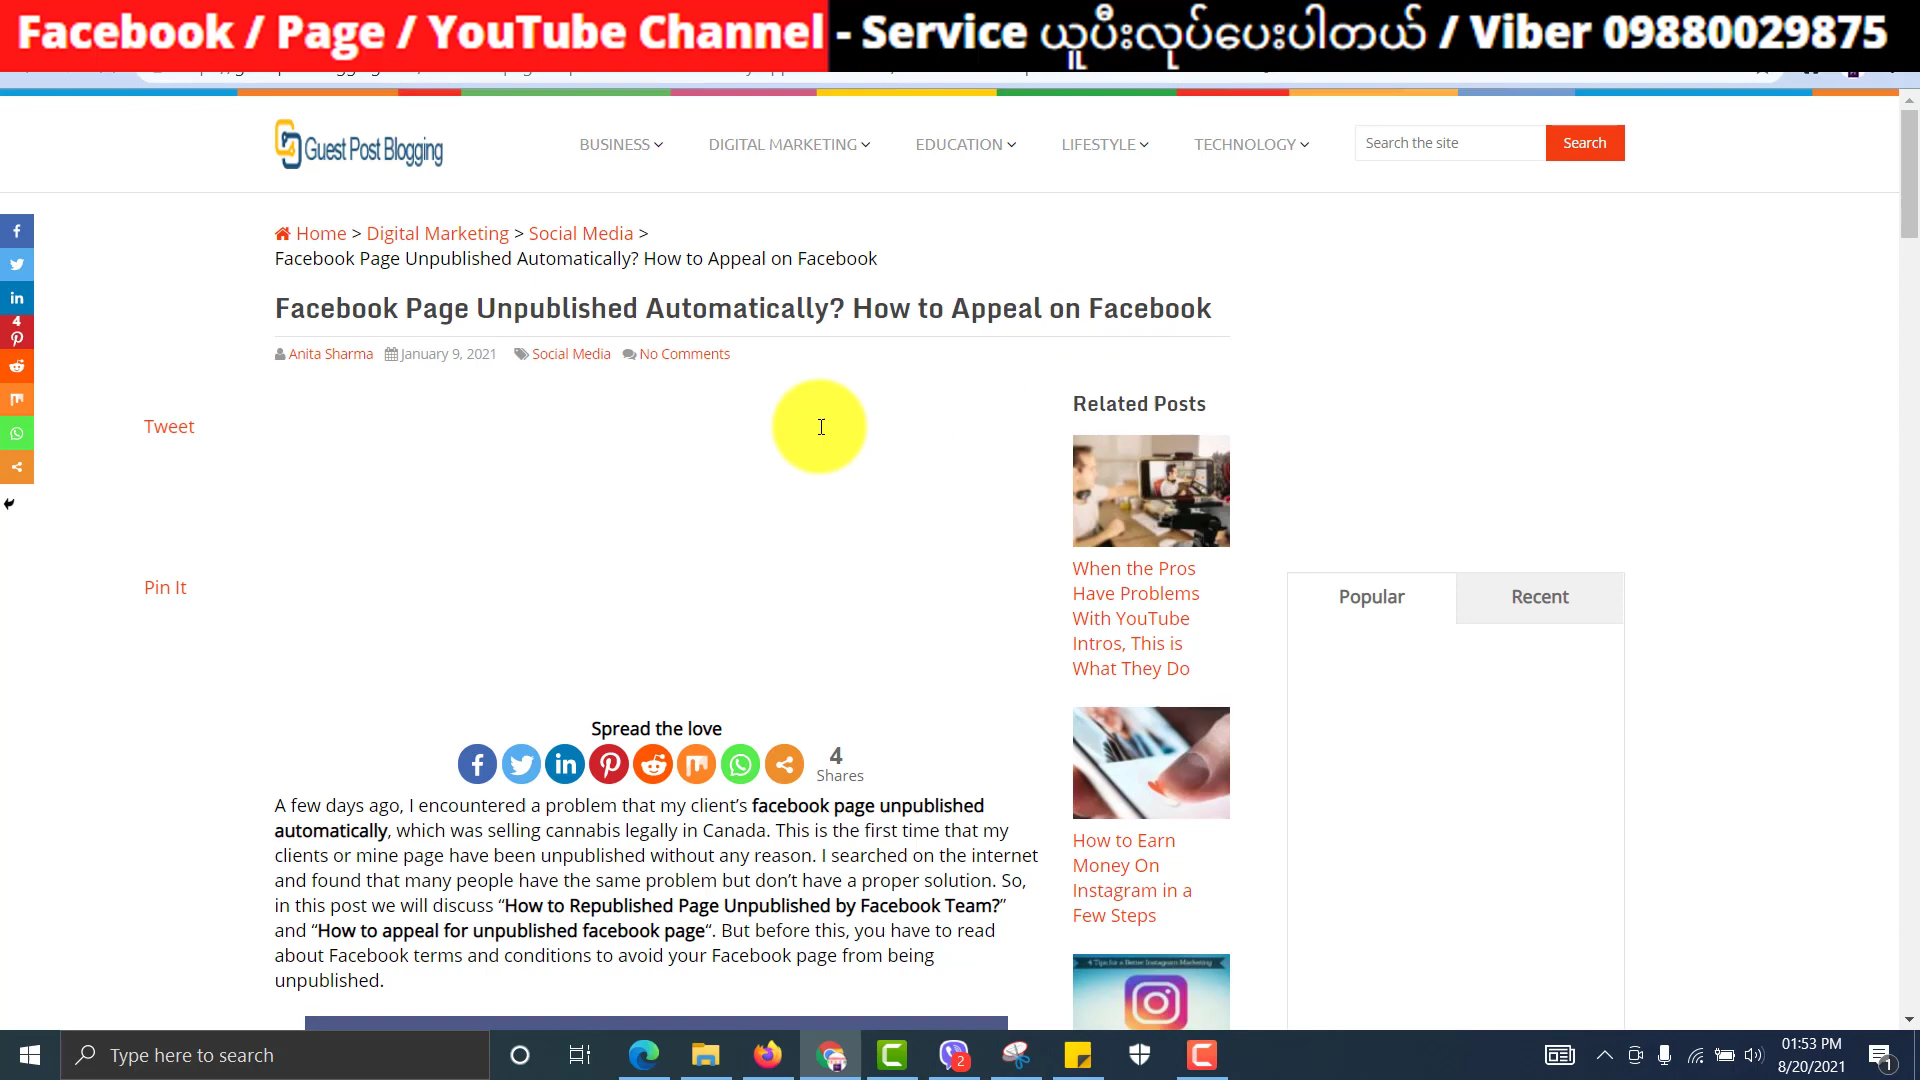 Facebook / Page / YouTube Channel - Service ယူပီးလုပ်ပေးပါတယ် / Viber 09880029875
Guest Post Blogging
BUSINESS
DIGITAL MARKETING
EDUCATION
LIFESTYLE
TECHNOLOGY
Search the site
Search
Home > Digital Marketing > Social Media >
Facebook Page Unpublished Automatically? How to Appeal on Facebook
Facebook Page Unpublished Automatically? How to Appeal on Facebook
Anita Sharma January 9, 2021 Social Media No Comments
4
Tweet
Pin It
Spread the love
4
Shares
A few days ago, I encountered a problem that my client’s facebook page unpublished
automatically, which was selling cannabis legally in Canada. This is the first time that my
clients or mine page have been unpublished without any reason. I searched on the internet
and found that many people have the same problem but don’t have a proper solution. So,
in this post we will discuss “How to Republished Page Unpublished by Facebook Team?”
and “How to appeal for unpublished facebook page“. But before this, you have to read
about Facebook terms and conditions to avoid your Facebook page from being
unpublished.
Related Posts
When the Pros
Have Problems
With YouTube
Intros, This is
What They Do
How to Earn
Money On
Instagram in a
Few Steps
Tips for a Better Instagram Marketing
Popular
Recent
Type here to search
2
01:53 PM
8/20/2021
1